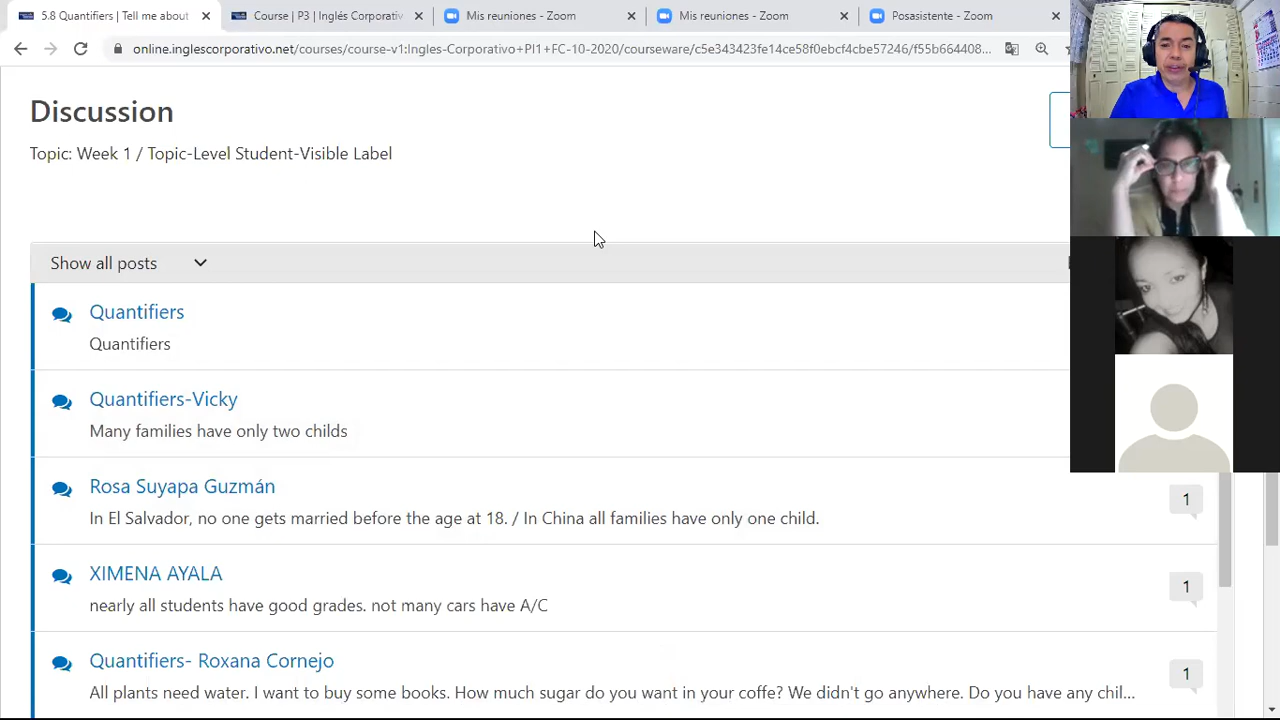 5.8 Quantifiers | Tell me about
Course | P3 | Inglés Corporativo
Mis reuniones - Zoom
Mis reuniones - Zoom
Posasistente - Zoom
online.inglescorporativo.net/courses/course-v1:Ingles-Corporativo+PI1+FC-10-2020/courseware/c5e343423fe14ce58f0ebcf4cbe57246/f55b664408...
Discussion
Topic: Week 1 / Topic-Level Student-Visible Label
Show all posts
Quantifiers
Quantifiers
Quantifiers-Vicky
Many families have only two childs
Rosa Suyapa Guzmán
1
In El Salvador, no one gets married before the age at 18. / In China all families have only one child.
XIMENA AYALA
1
nearly all students have good grades. not many cars have A/C
Quantifiers- Roxana Cornejo
1
All plants need water. I want to buy some books. How much sugar do you want in your coffe? We didn't go anywhere. Do you have any chil...